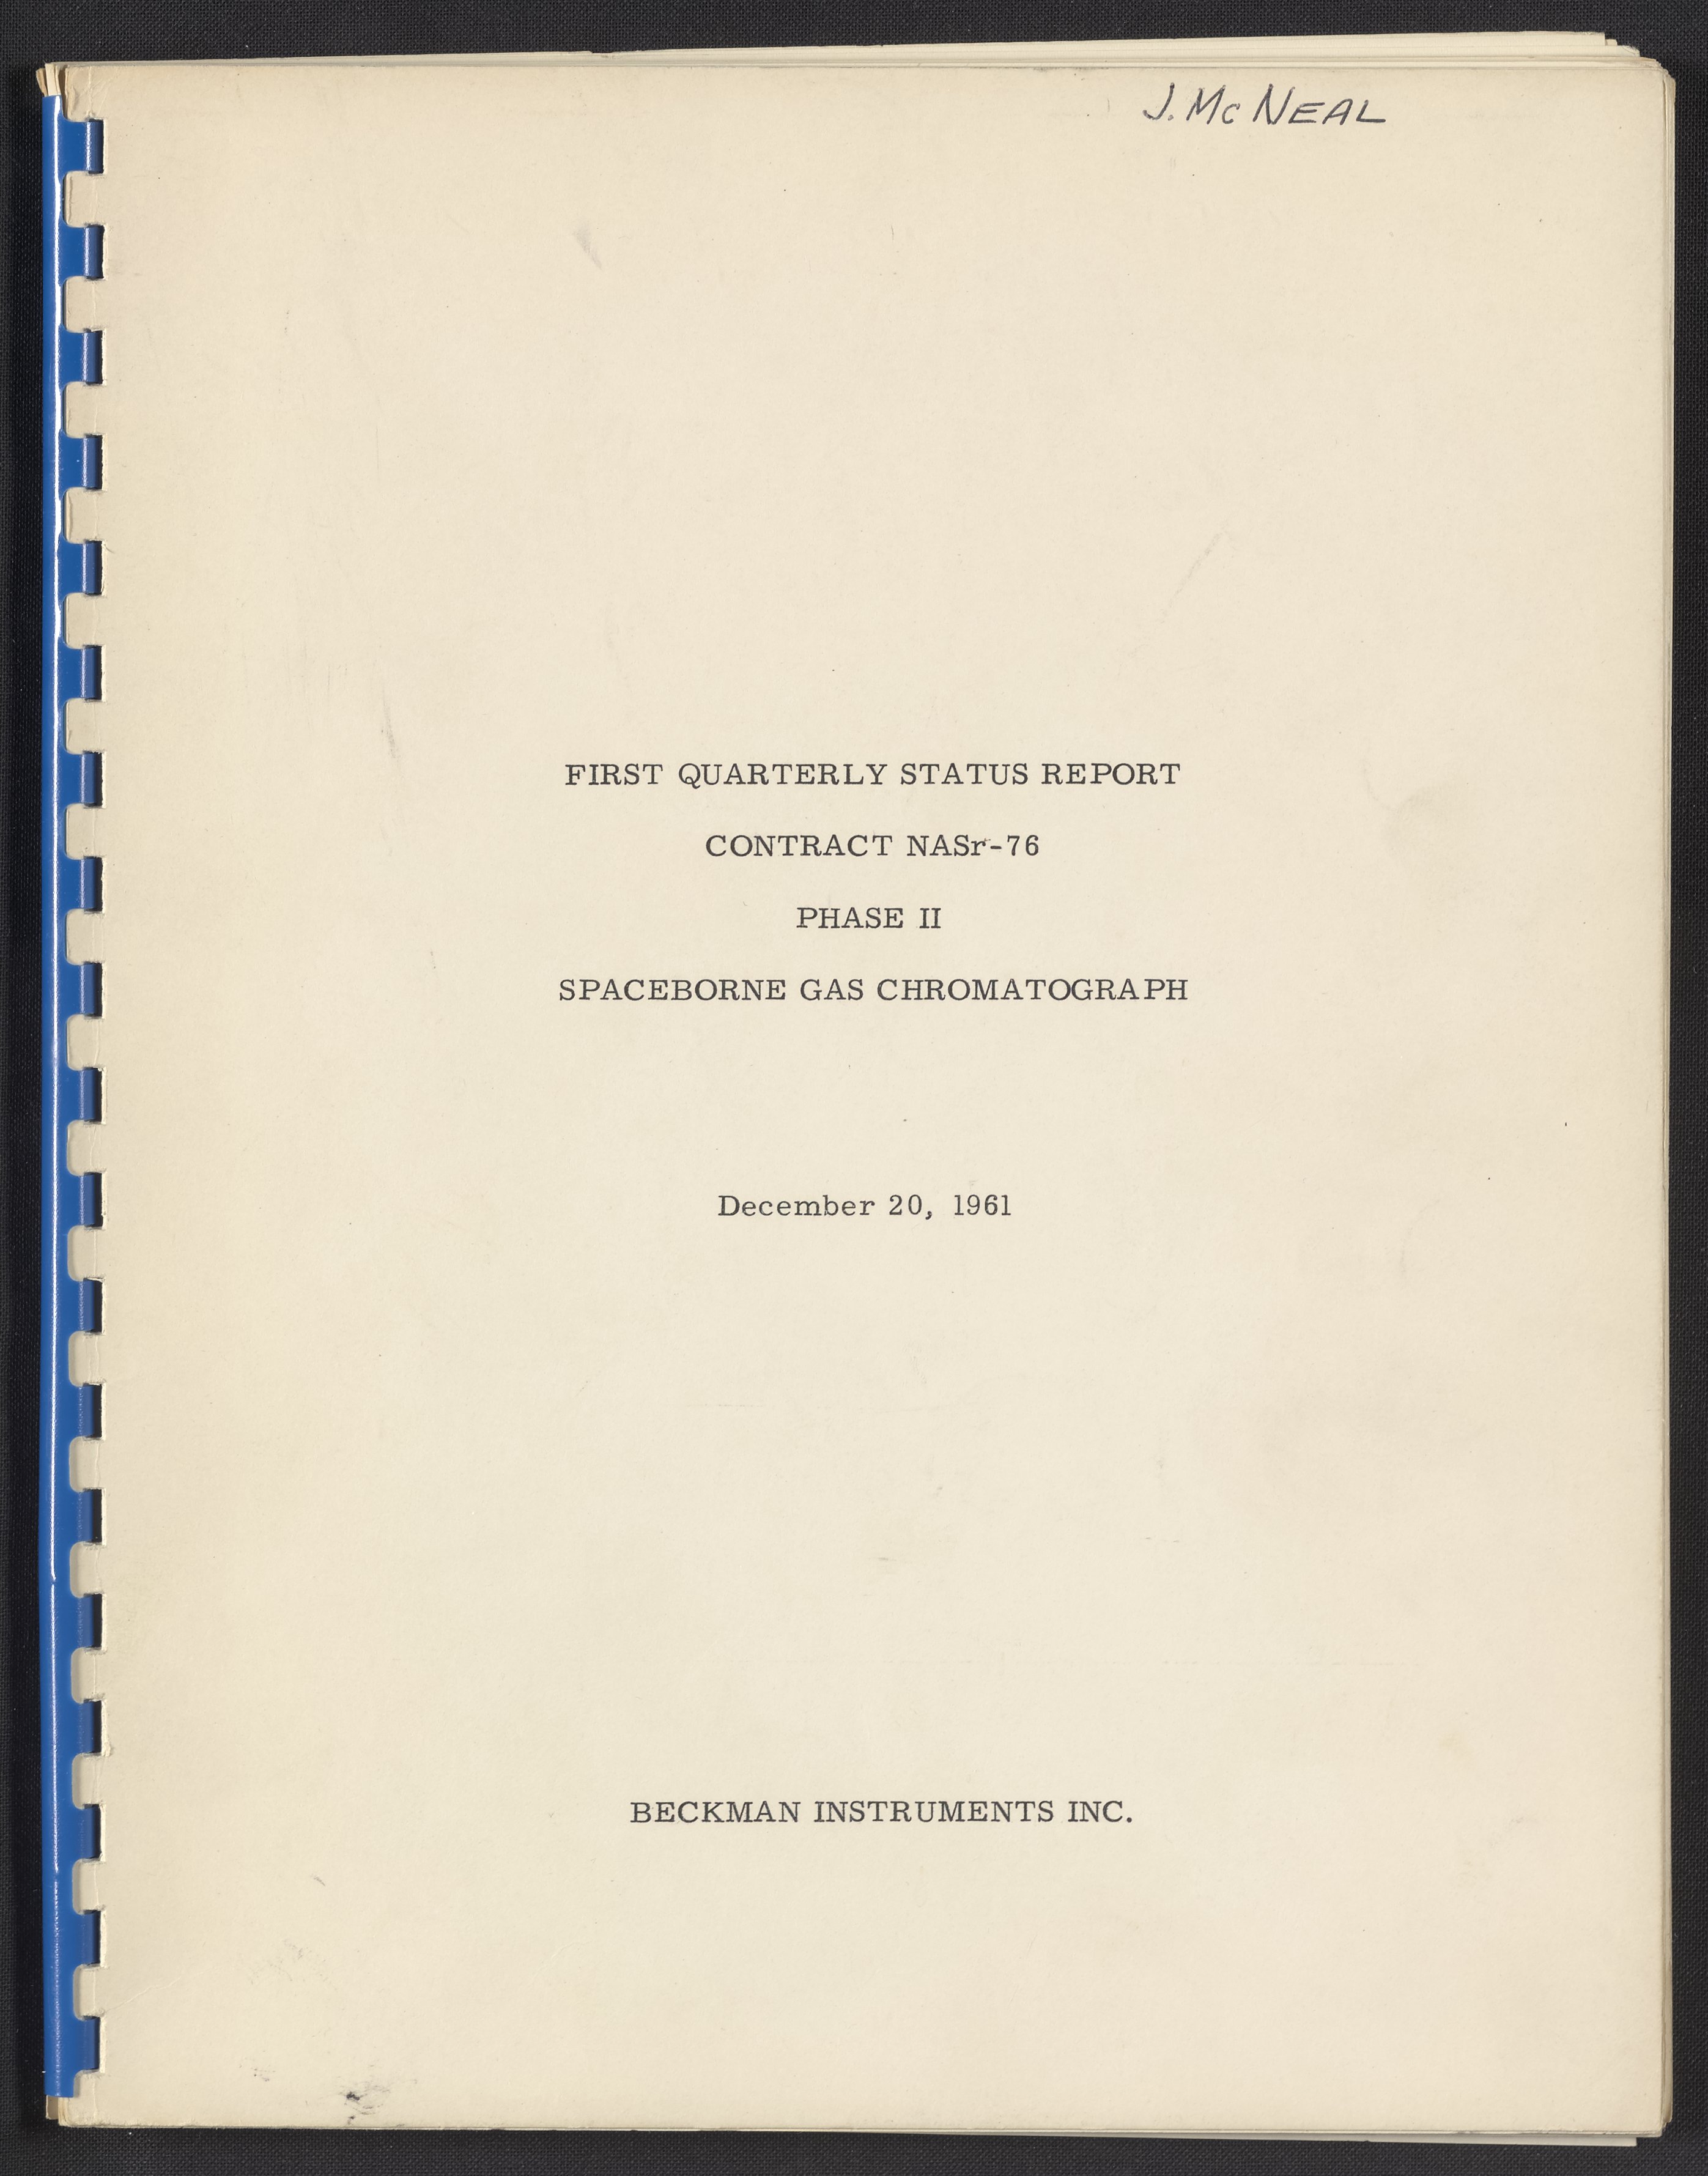 J. Mc NEAL
FIRST QUARTERLY STATUS REPORT
CONTRACT NASr-76
PHASE II
SPACEBORNE GAS CHROMATOGRAPH
December 20, 1961
BECKMAN INSTRUMENTS INC.